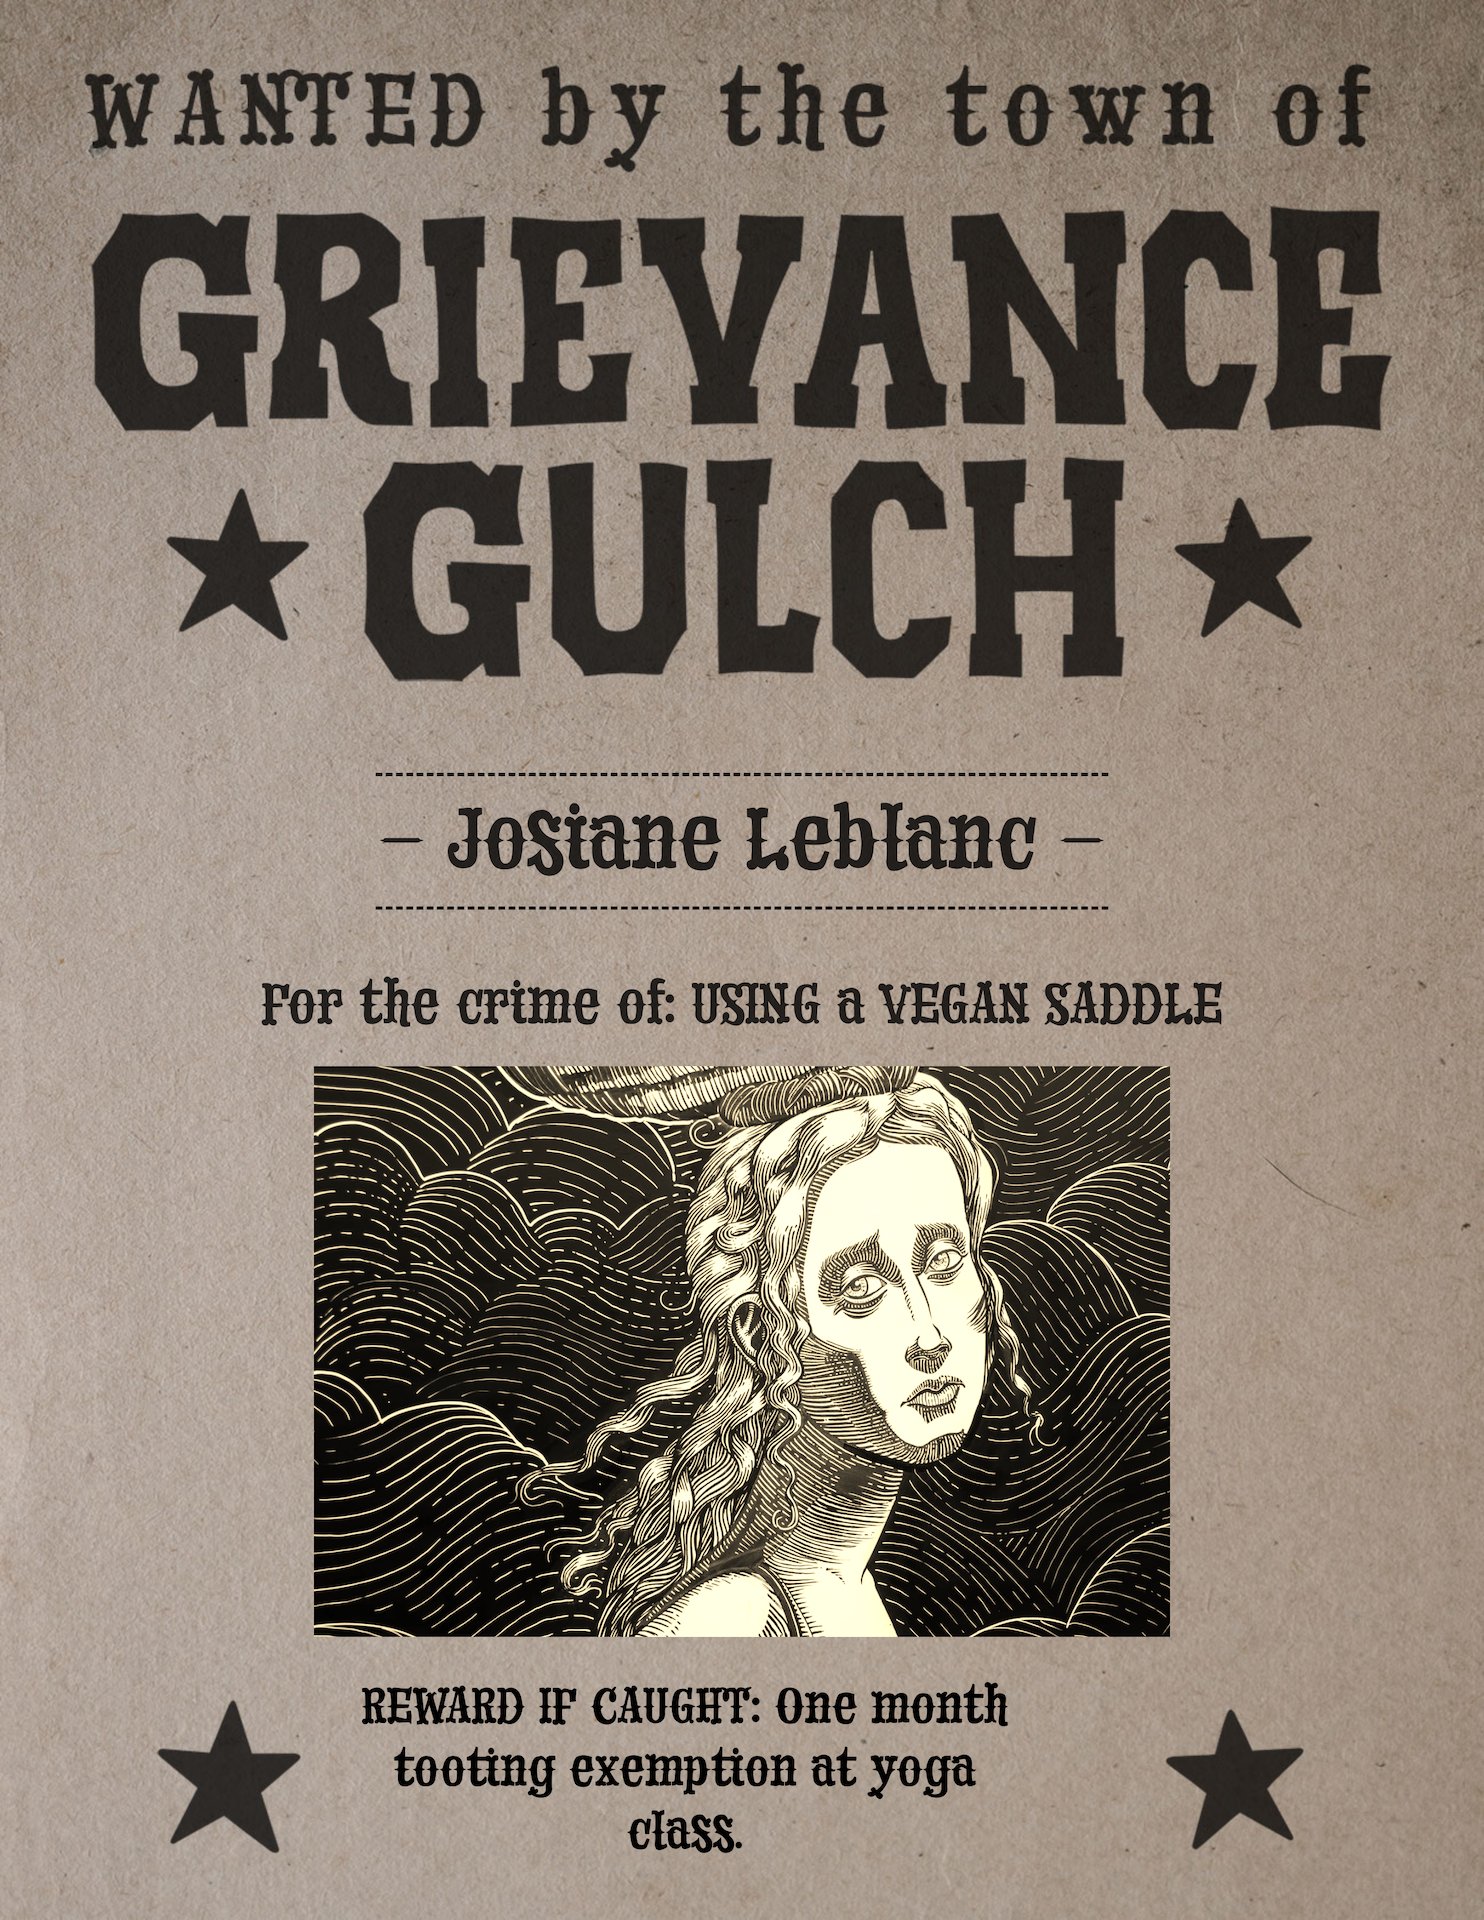 WANTED by the town of
GRIEVANCE
GULCH
– Josiane Leblanc –
For the crime of: USING a VEGAN SADDLE
REWARD IF CAUGHT: One month
tooting exemption at yoga
class.